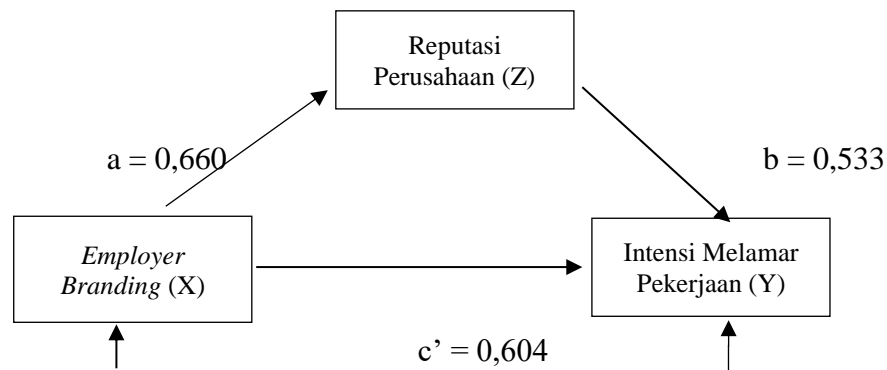 Reputasi
Perusahaan (Z)
a = 0,660
b = 0,533
Employer
Branding (X)
Intensi Melamar
Pekerjaan (Y)
c’ = 0,604